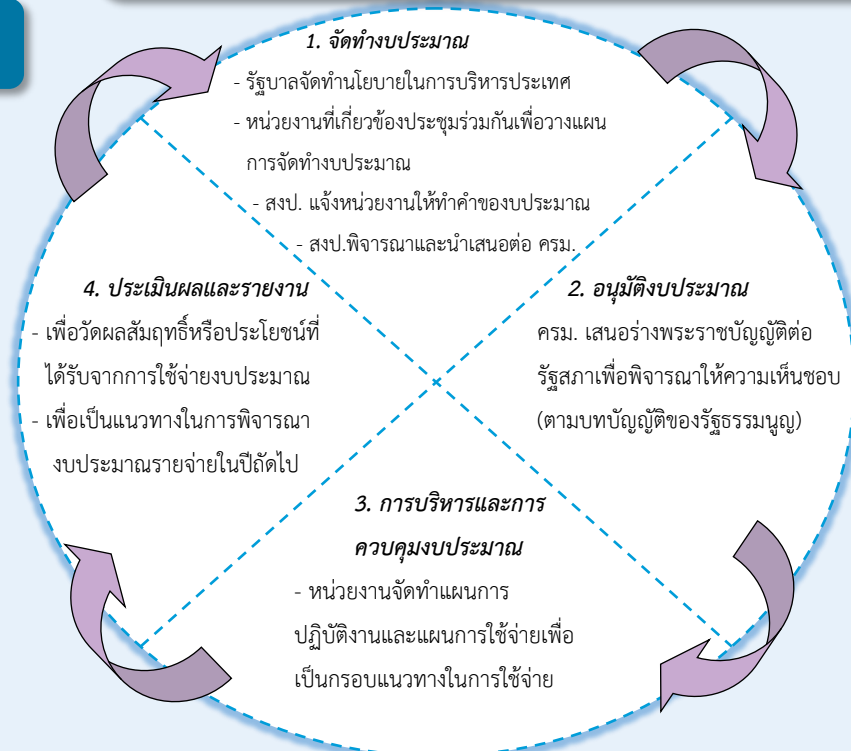 1. จัดทำงบประมาณ
- รัฐบาลจัดทำนโยบายในการบริหารประเทศ
- หน่วยงานที่เกี่ยวข้องประชุมร่วมกันเพื่อวางแผน
การจัดทำงบประมาณ
- สงป. แจ้งหน่วยงานให้ทำคำของบประมาณ
- สงป.พิจารณาและนำเสนอต่อ ครม.
2. อนุมัติงบประมาณ
ครม. เสนอร่างพระราชบัญญัติต่อ
รัฐสภาเพื่อพิจารณาให้ความเห็นชอบ
(ตามบทบัญญัติของรัฐธรรมนูญ)
3. การบริหารและการ
ควบคุมงบประมาณ
- หน่วยงานจัดทำแผนการ
ปฏิบัติงานและแผนการใช้จ่ายเพื่อ
เป็นกรอบแนวทางในการใช้จ่าย
4. ประเมินผลและรายงาน
- เพื่อวัดผลสัมฤทธิ์หรือประโยชน์ที่
ได้รับจากการใช้จ่ายงบประมาณ
- เพื่อเป็นแนวทางในการพิจารณา
งบประมาณรายจ่ายในปีถัดไป